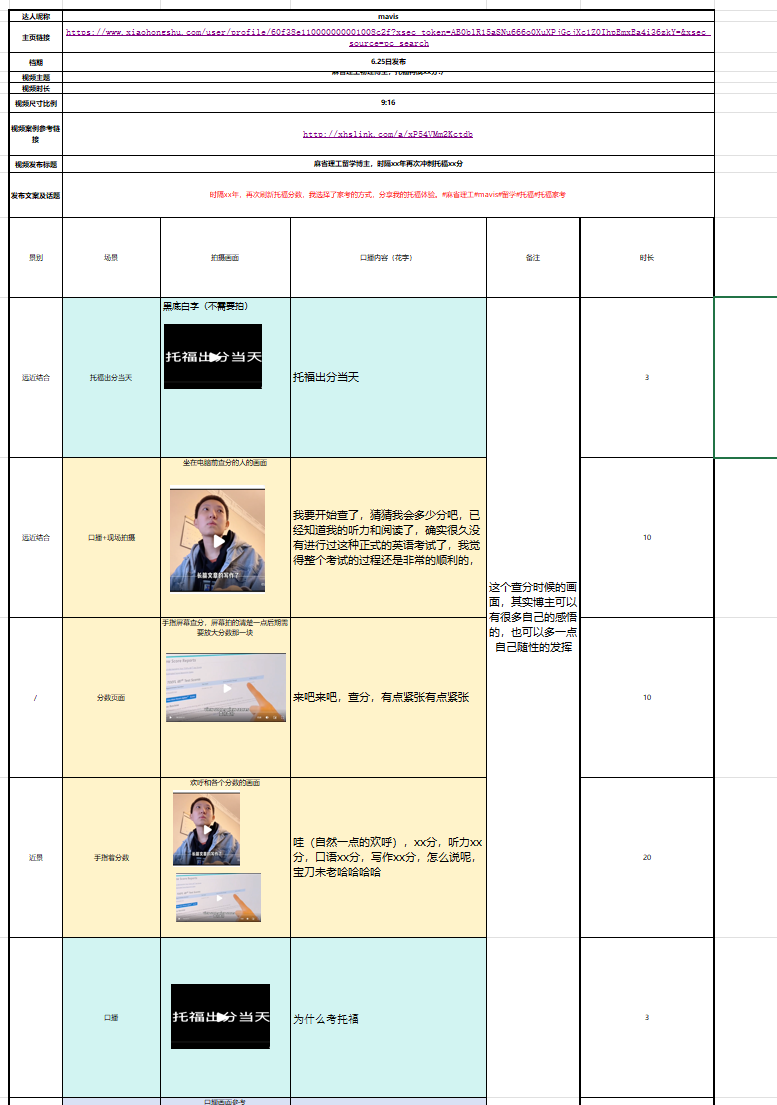 达人昵称
mavis
主页链接
source=pc_search
档期
6.25日发布
视频主题
视频时长
视频尺寸比例
9:16
视频案例参考链
接
http://xhslink.com/a/xP54VMm2Kctdb
视频发布标题
麻省理工留学博主，时隔xx年再次冲刺托福xx分
发布文案及话题
时隔xx年，再次刷新托福分数，我选择了家考的方式，分享我的托福体验。#麻省理工#mavis#留学#托福#托福家考
景别
场景
拍摄画面
口播内容（花字）
备注
时长
远近结合
托福出分当天
黑底白字（不需要拍）
托福出分当天
托福出分当天
3
远近结合
口播+现场拍摄
坐在电脑前查分的人的画面
长篇文章的写作了
我要开始查了，猜猜我会多少分吧，已
经知道我的听力和阅读了，确实很久没
有进行过这种正式的英语考试了，我觉
得整个考试的过程还是非常的顺利的，
10
这个查分时候的画
面，其实博主可以
有很多自己的感悟
的，也可以多一点
自己随性的发挥
/
分数页面
手指屏幕查分，屏幕拍的清楚一点后期需
要放大分数那一块
来吧来吧，查分，有点紧张有点紧张
10
近景
手指着分数
欢呼和各个分数的画面
哇（自然一点的欢呼），xx分，听力xx
分，口语xx分，写作xx分，怎么说呢，
宝刀未老哈哈哈哈
20
口播
托福出分当天
为什么考托福
3
口播画面参考